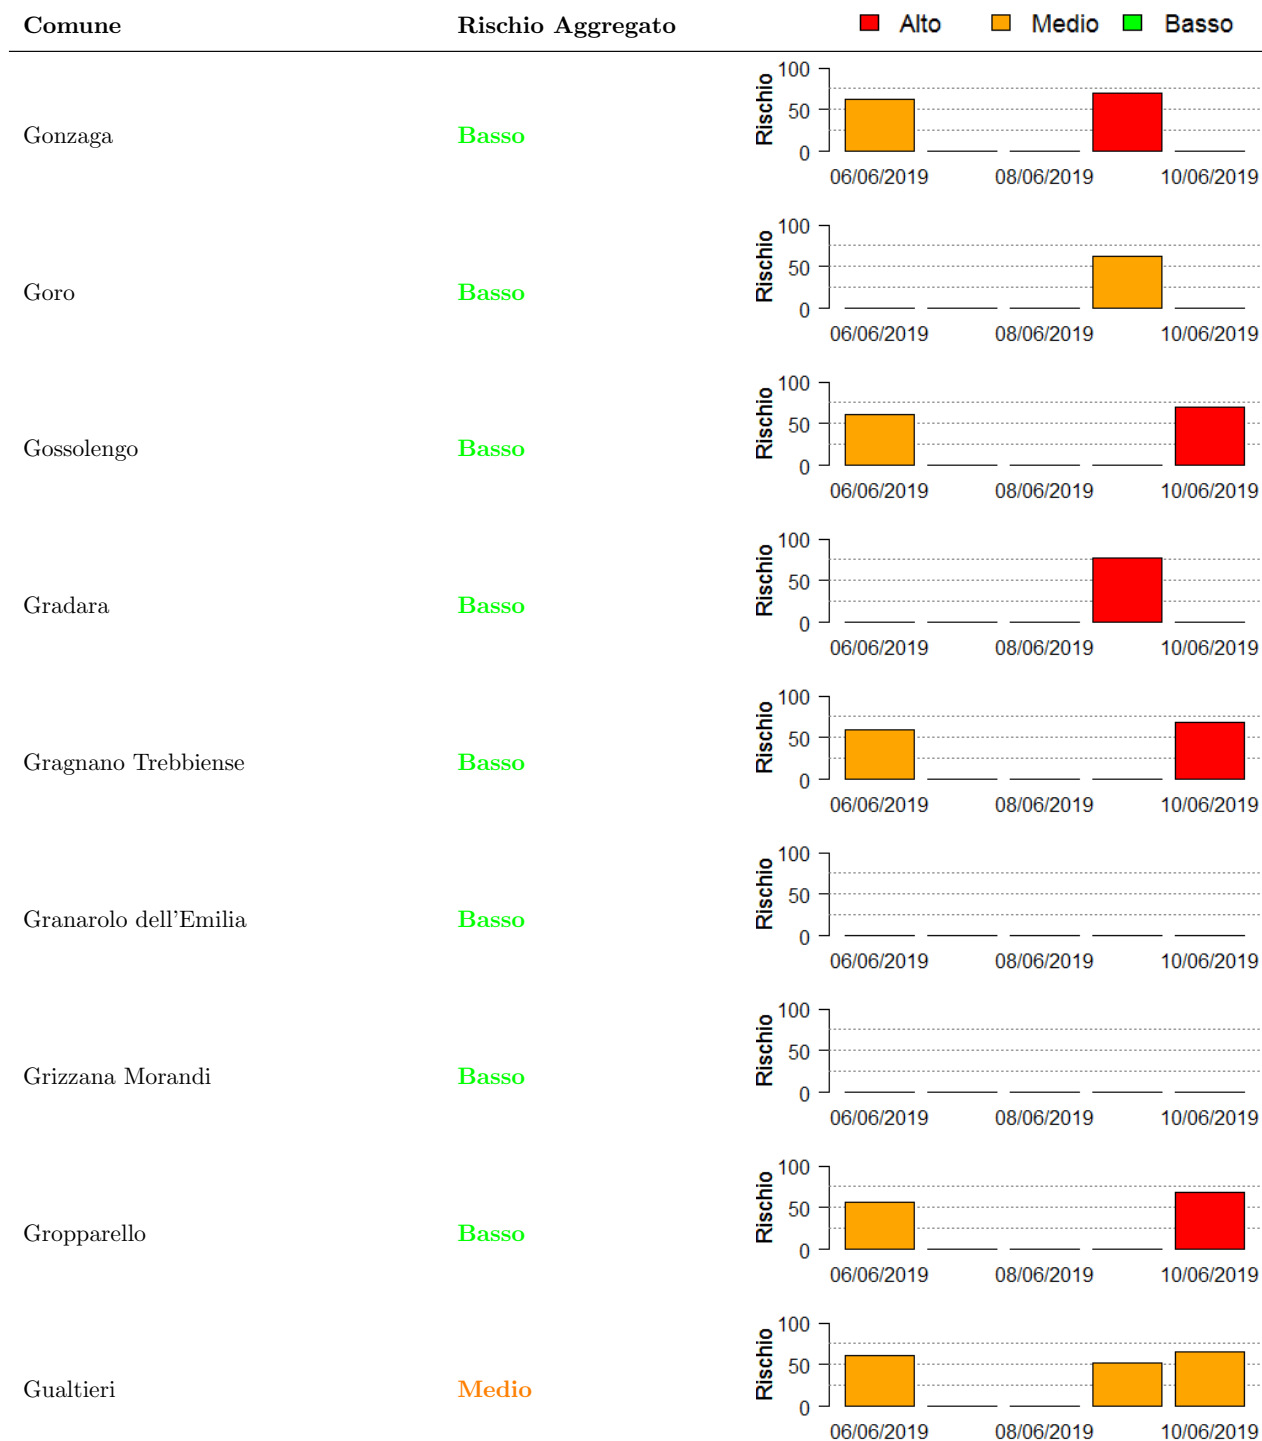 Comune Rischio Aggregato Alto Medio Basso
100
50
0
Rischio
Gonzaga Basso
06/06/2019 08/06/2019 10/06/2019
100
50
0
Rischio
Goro Basso
06/06/2019 08/06/2019 10/06/2019
100
50
0
Rischio
Gossolengo Basso
06/06/2019 08/06/2019 10/06/2019
100
50
0
Rischio
Gradara Basso
06/06/2019 08/06/2019 10/06/2019
100
50
0
Rischio
Gragnano Trebbiense Basso
06/06/2019 08/06/2019 10/06/2019
100
50
0
Rischio
Granarolo dell'Emilia Basso
06/06/2019 08/06/2019 10/06/2019
100
50
0
Rischio
Grizzana Morandi Basso
06/06/2019 08/06/2019 10/06/2019
100
50
0
Rischio
Gropparello Basso
06/06/2019 08/06/2019 10/06/2019
100
50
0
Rischio
Gualtieri Medio
06/06/2019 08/06/2019 10/06/2019